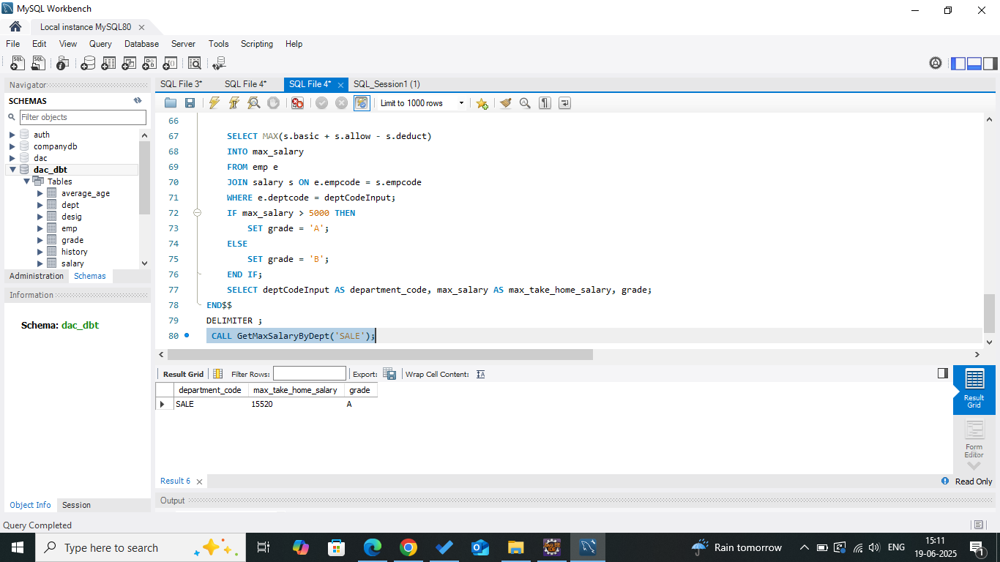 MySQL Workbench
Local instance MySQL80
File Edit View Query Database Server Tools Scripting Help
Navigator
SCHEMAS
Filter objects
auth
companydb
dac
dac_dbt
Tables
average_age
dept
desig
emp
grade
history
salary
Administration Schemas
Information
Schema: dac_dbt
Object Info Session
SQL File 3* SQL File 4* SQL File 4* SQL_Session1 (1)
Limit to 1000 rows
66
67 SELECT MAX(s.basic + s.allow - s.deduct)
68 INTO max_salary
69 FROM emp e
70 JOIN salary s ON e.empcode = s.empcode
71 WHERE e.deptcode = deptCodeInput;
72 IF max_salary > 5000 THEN
73 SET grade = 'A';
74 ELSE
75 SET grade = 'B';
76 END IF;
77 SELECT deptCodeInput AS department_code, max_salary AS max_take_home_salary, grade;
78 END$$
79 DELIMITER ;
80 CALL GetMaxSalaryByDept('SALE');
Result Grid Filter Rows: Export: Wrap Cell Content:
department_code max_take_home_salary grade
SALE 15520 A
Result Grid
Form Editor
Result 6
Read Only
Output
Query Completed
Type here to search
Rain tomorrow
ENG
15:11
19-06-2025
1